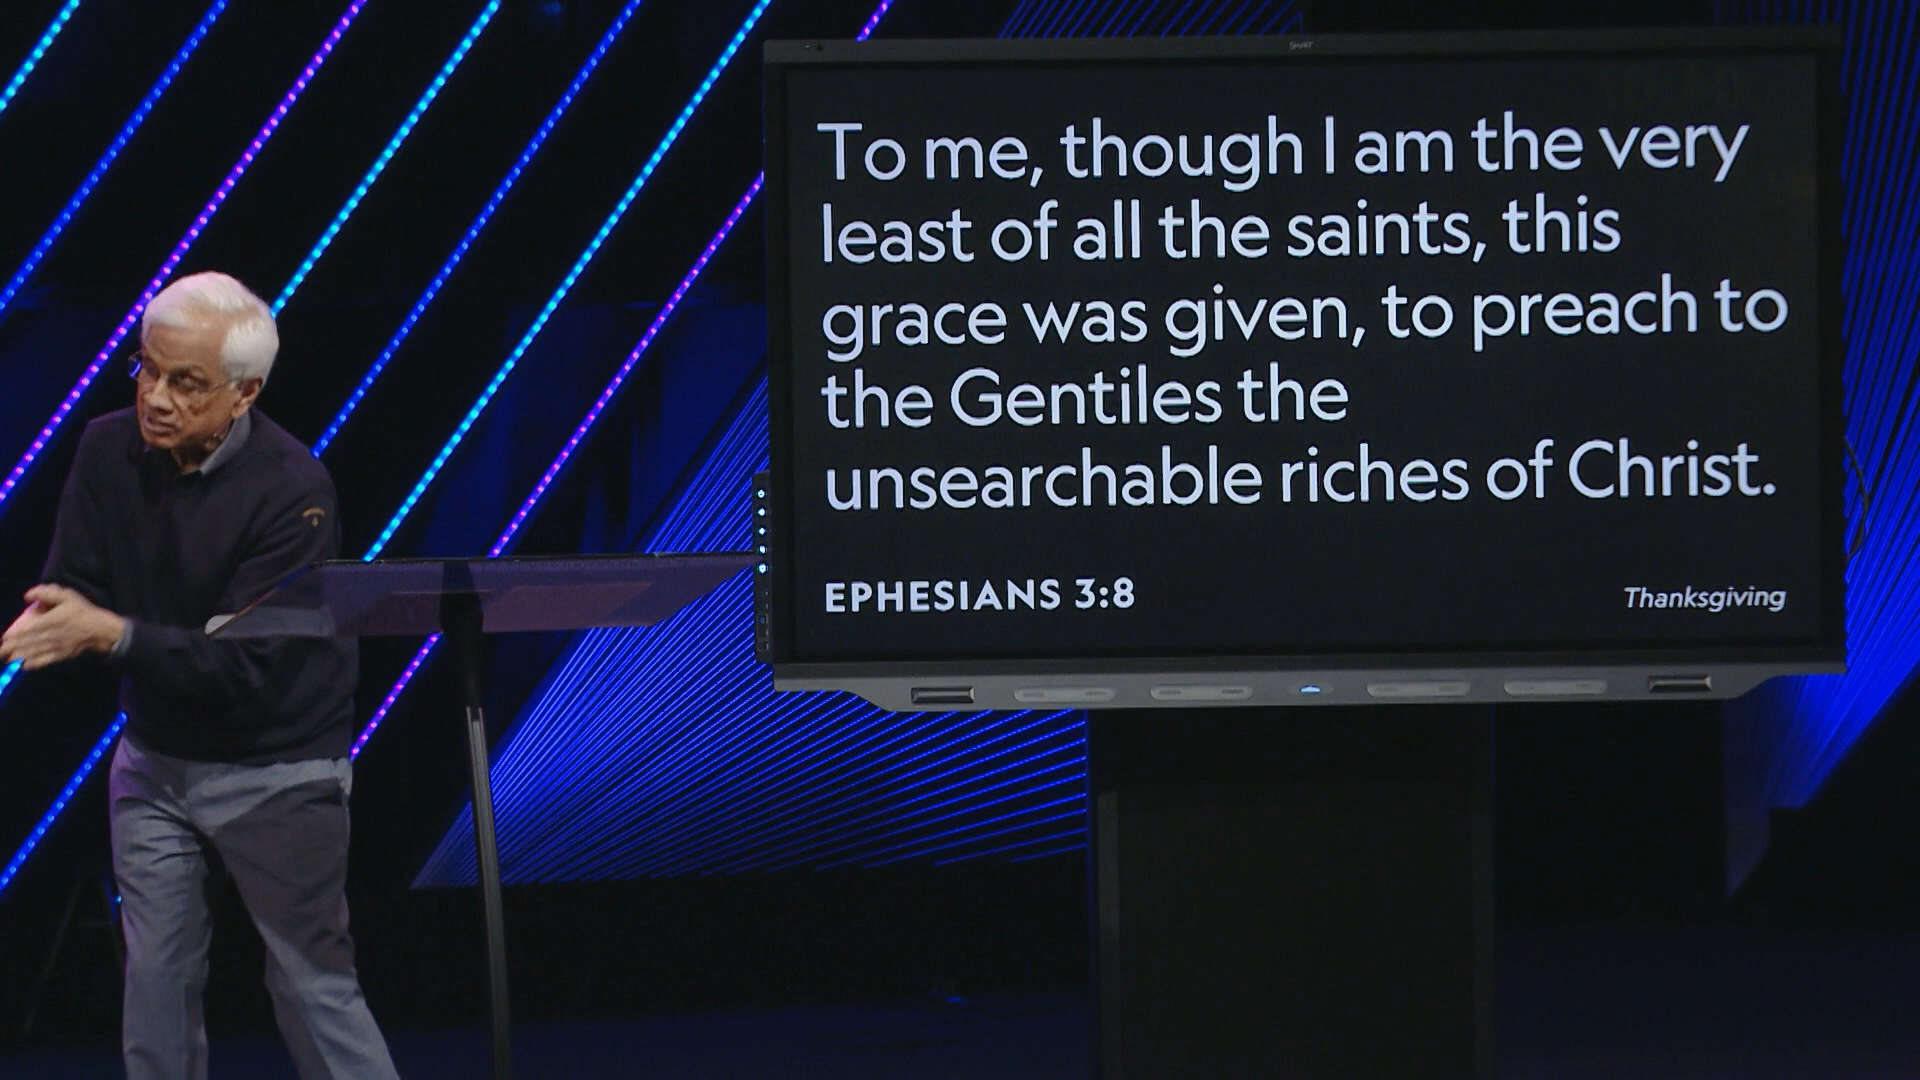 SMART
To me, though I am the very
least of all the saints, this
grace was given, to preach to
the Gentiles the
unsearchable riches of Christ.
EPHESIANS 3:8
Thanksgiving